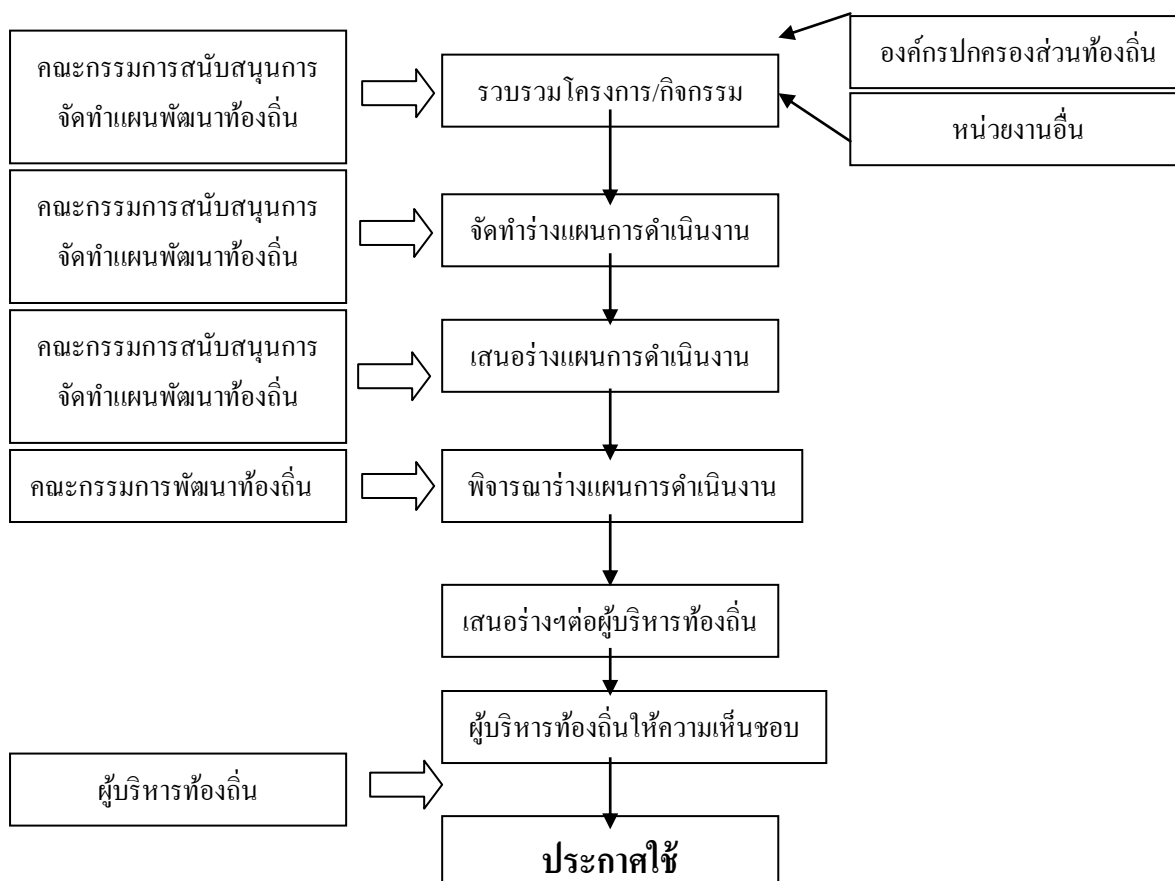 คณะกรรมการสนับสนุนการ
จัดทำแผนพัฒนาท้องถิ่น
รวบรวมโครงการ/กิจกรรม
องค์กรปกครองส่วนท้องถิ่น
หน่วยงานอื่น
คณะกรรมการสนับสนุนการ
จัดทำแผนพัฒนาท้องถิ่น
จัดทำร่างแผนการดำเนินงาน
คณะกรรมการสนับสนุนการ
จัดทำแผนพัฒนาท้องถิ่น
เสนอร่างแผนการดำเนินงาน
คณะกรรมการพัฒนาท้องถิ่น
พิจารณาร่างแผนการดำเนินงาน
เสนอร่างฯต่อผู้บริหารท้องถิ่น
ผู้บริหารท้องถิ่นให้ความเห็นชอบ
ผู้บริหารท้องถิ่น
ประกาศใช้